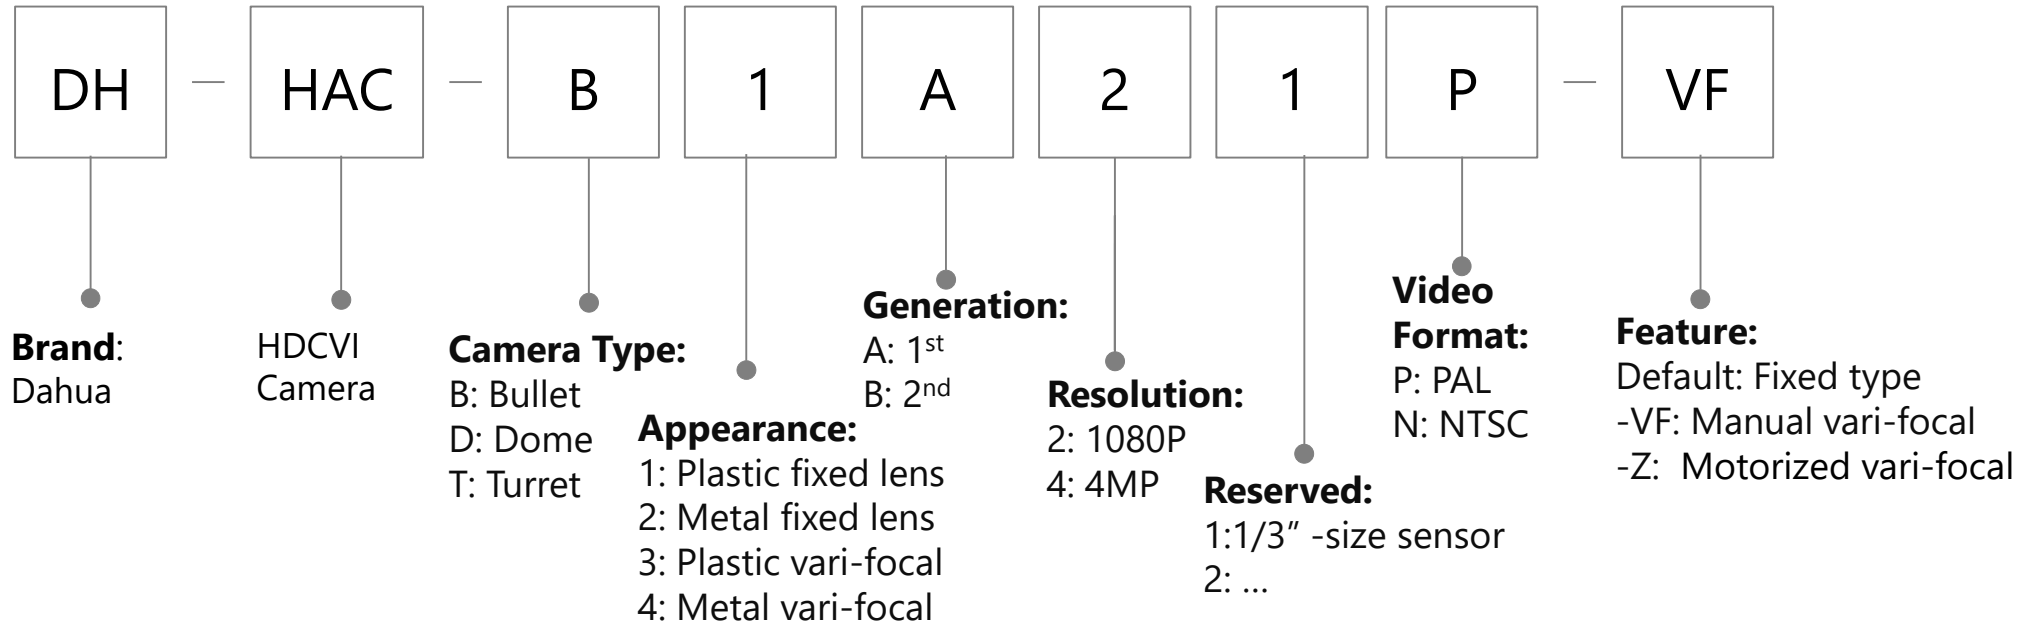 DH — HAC — B 1 A 2 1 P — VF
Brand:
Dahua
HDCVI
Camera
Camera Type:
B: Bullet
D: Dome
T: Turret
Appearance:
1: Plastic fixed lens
2: Metal fixed lens
3: Plastic vari-focal
4: Metal vari-focal
Generation:
A: 1st
B: 2nd
Resolution:
2: 1080P
4: 4MP
Reserved:
1:1/3” -size sensor
2: ...
Video
Format:
P: PAL
N: NTSC
Feature:
Default: Fixed type
-VF: Manual vari-focal
-Z: Motorized vari-focal